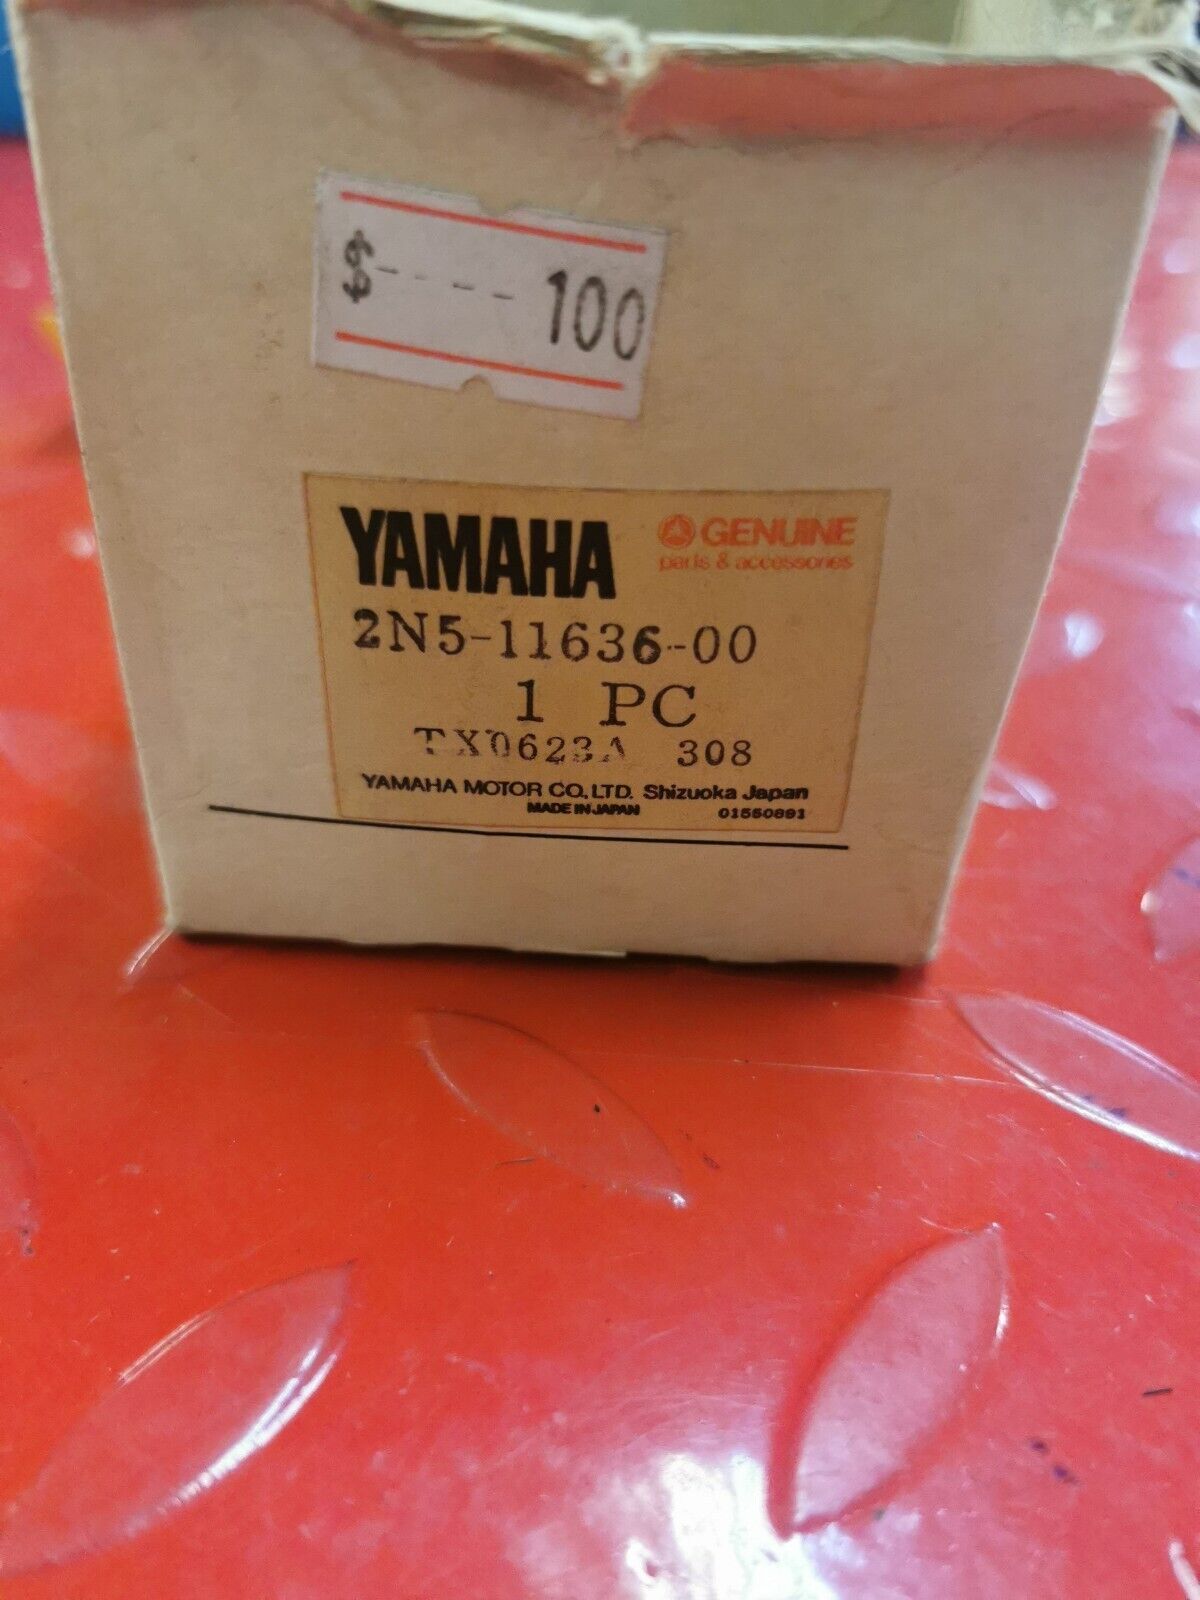 $---- 100
YAMAHA
GENUINE
parts & accessories
2N5-11636-00
1 PC
TX0623A 308
YAMAHA MOTOR CO., LTD. Shizuoka Japan
MADE IN JAPAN
01550891